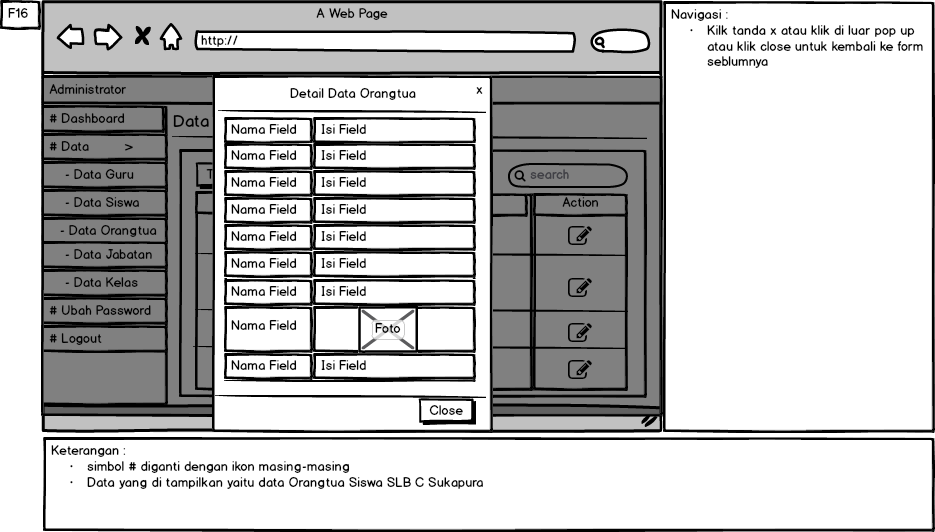 F16
A Web Page
http://
Administrator
# Dashboard
# Data >
- Data Guru
- Data Siswa
- Data Orangtua
- Data Jabatan
- Data Kelas
# Ubah Password
# Logout
Data
T
search
Action
Detail Data Orangtua x
Nama Field Isi Field
Nama Field Isi Field
Nama Field Isi Field
Nama Field Isi Field
Nama Field Isi Field
Nama Field Isi Field
Nama Field Isi Field
Nama Field Foto
Nama Field Isi Field
Close
Navigasi :
· Kilk tanda x atau klik di luar pop up
atau klik close untuk kembali ke form
seblumnya
Keterangan :
· simbol # diganti dengan ikon masing-masing
· Data yang di tampilkan yaitu data Orangtua Siswa SLB C Sukapura